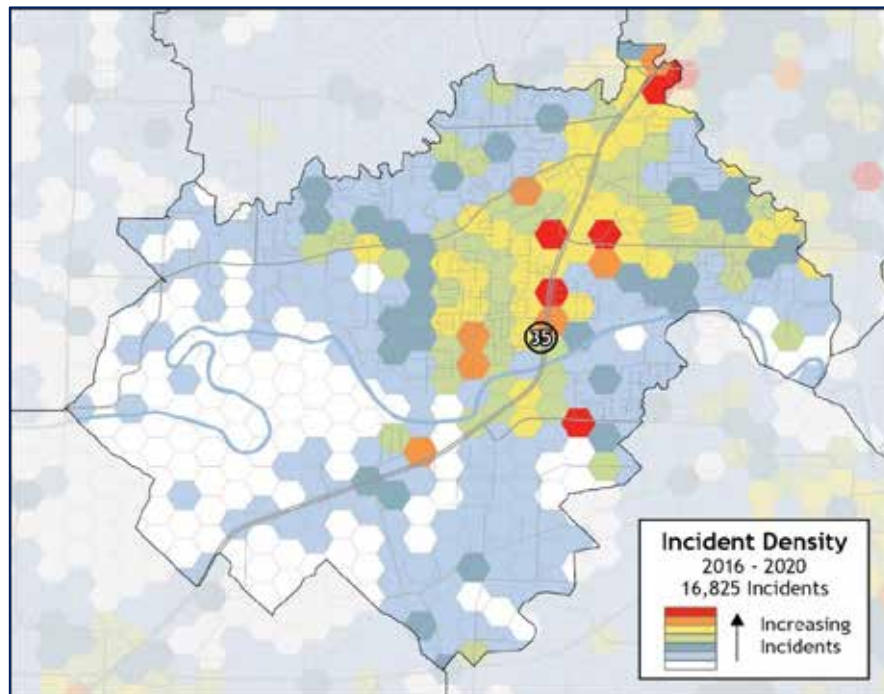 35
Incident Density
2016 - 2020
16,825 Incidents
Increasing
Incidents